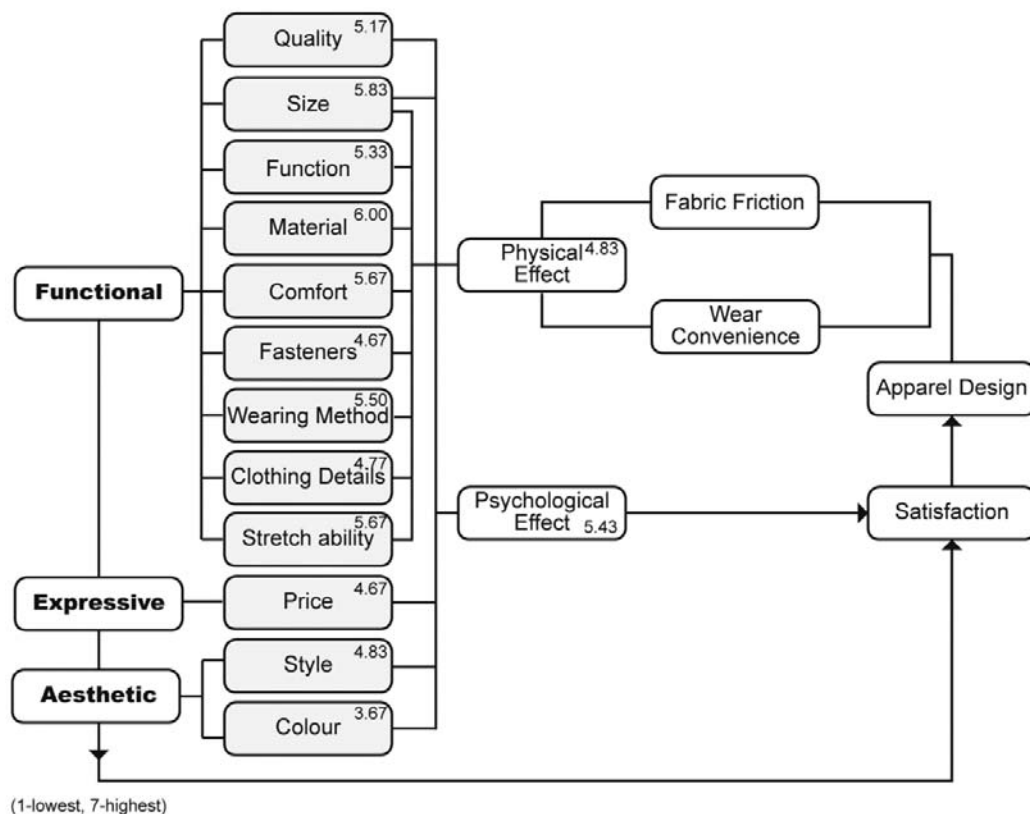 Quality 5.17
Size 5.83
Function 5.33
Material 6.00
Comfort 5.67
Fasteners 4.67
Wearing Method 5.50
Clothing Details 4.77
Stretch ability 5.67
Price 4.67
Style 4.83
Colour 3.67
Functional
Expressive
Aesthetic
Physical 4.83
Effect
Psychological
Effect 5.43
Fabric Friction
Wear
Convenience
Apparel Design
Satisfaction
(1-lowest, 7-highest)